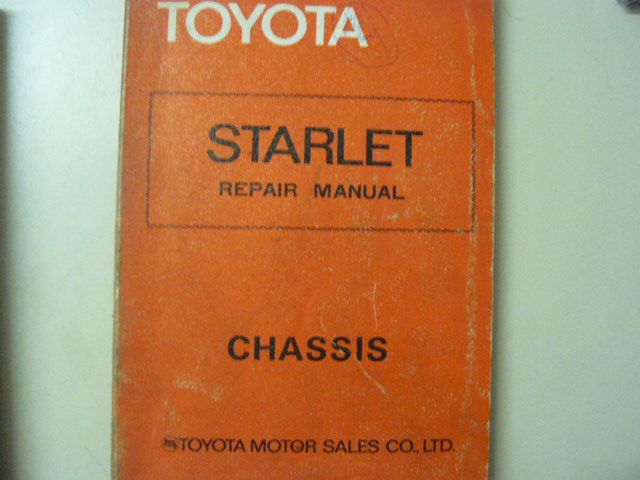 TOYOTA
STARLET
REPAIR MANUAL
CHASSIS
TOYOTA MOTOR SALES CO., LTD.